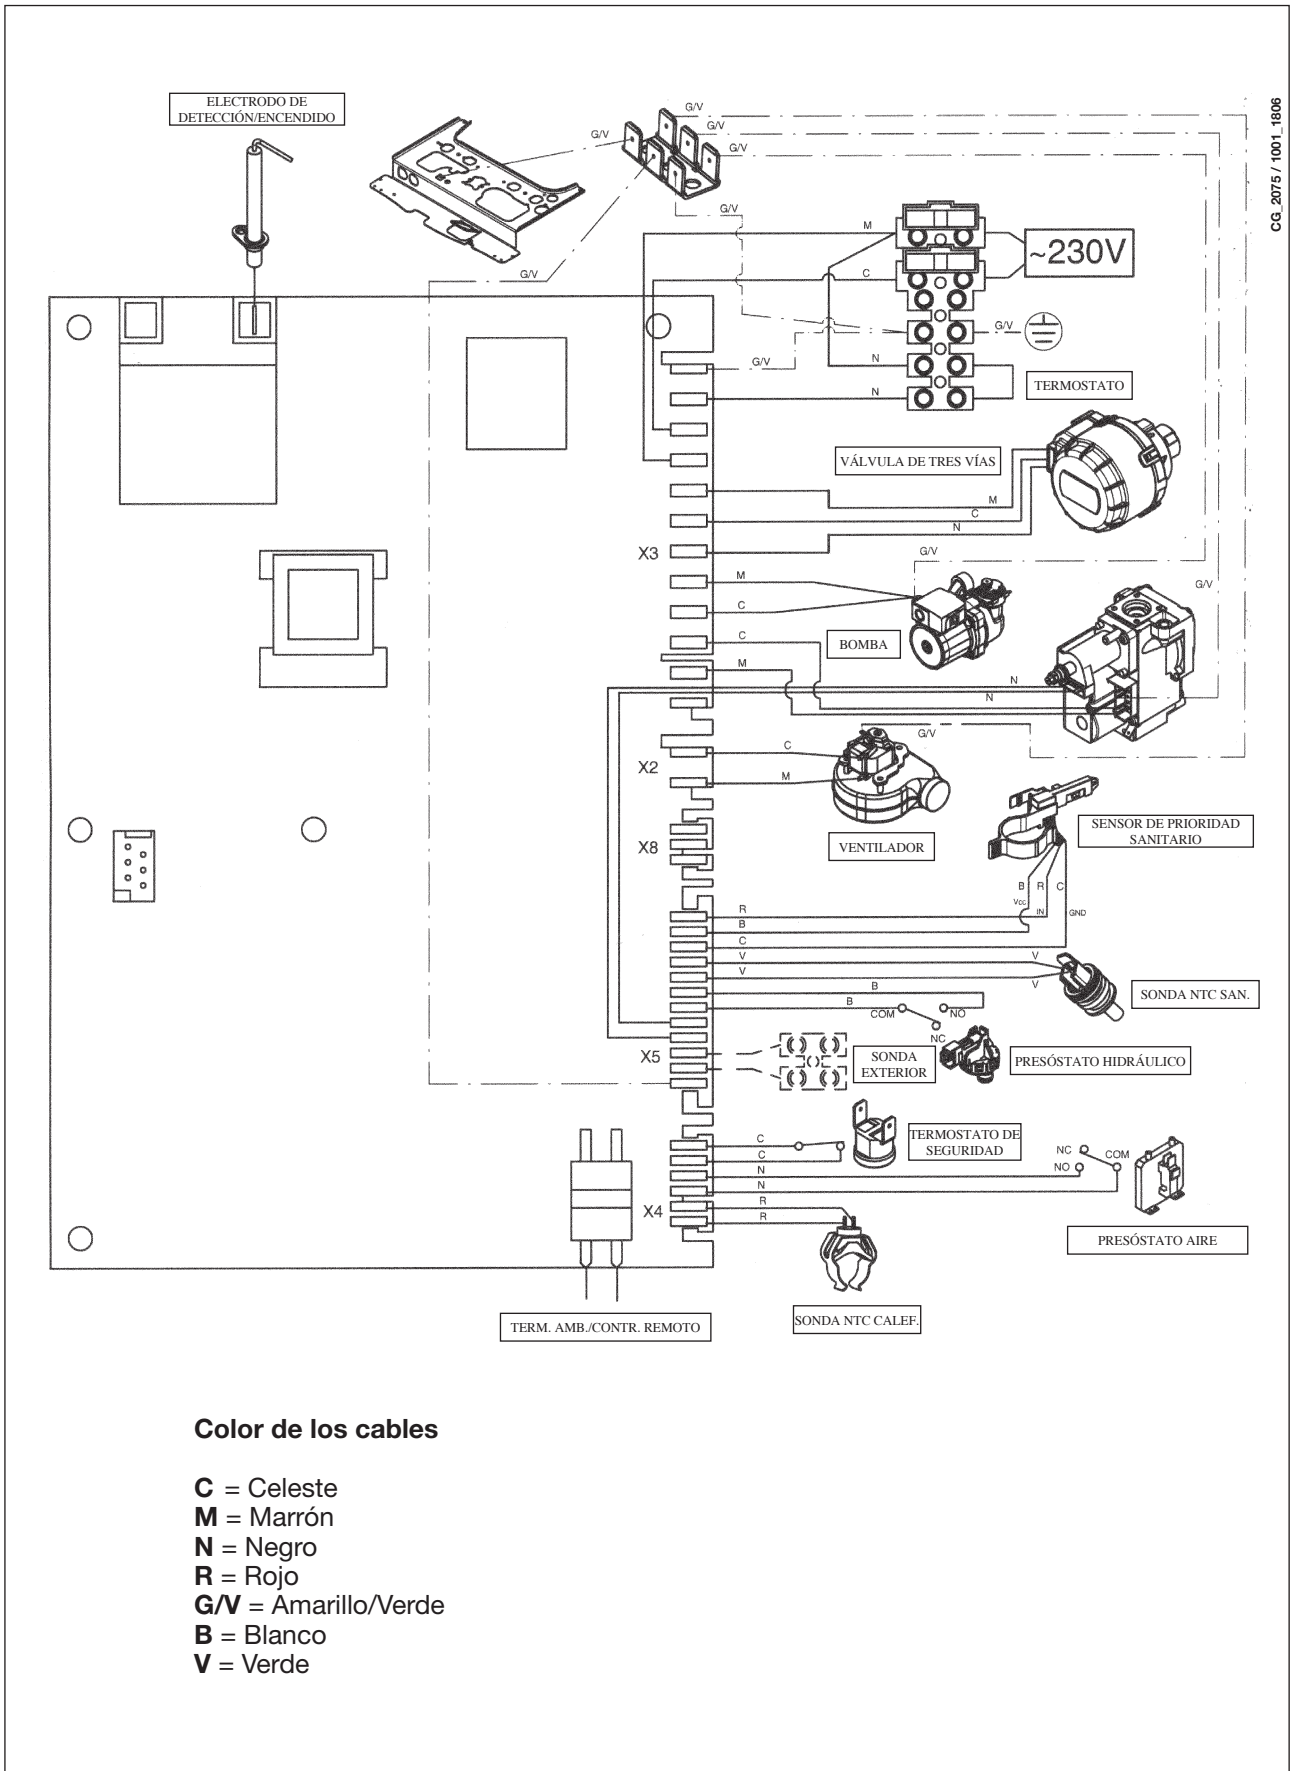 ELECTRODO DE
DETECCIÓN/ENCENDIDO
G/V
G/V
G/V
G/V
G/V
G/V
CG_2075 / 1001_1806
M
~230V
C
G/V
G/V
N
TERMOSTATO
N
VÁLVULA DE TRES VÍAS
M
C
N
X3
G/V
G/V
M
C
BOMBA
C
M
N
N
G/V
X2
C
M
VENTILADOR
SENSOR DE PRIORIDAD
SANITARIO
X8
B R C
Vcc
IN
GND
R
B
C
V
V
V
V
SONDA NTC SAN.
B
B
COM
NO
NC
X5
SONDA
EXTERIOR
PRESÓSTATO HIDRÁULICO
C
C
TERMOSTATO DE
SEGURIDAD
NC
COM
NO
N
N
R
R
X4
PRESÓSTATO AIRE
TERM. AMB./CONTR. REMOTO
SONDA NTC CALEF.
Color de los cables
C = Celeste
M = Marrón
N = Negro
R = Rojo
G/V = Amarillo/Verde
B = Blanco
V = Verde